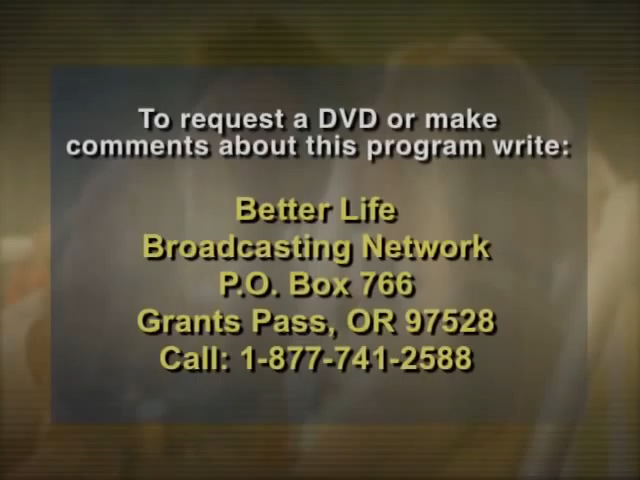 To request a DVD or make
comments about this program write:
Better Life
Broadcasting Network
P.O. Box 766
Grants Pass, OR 97528
Call: 1-877-741-2588